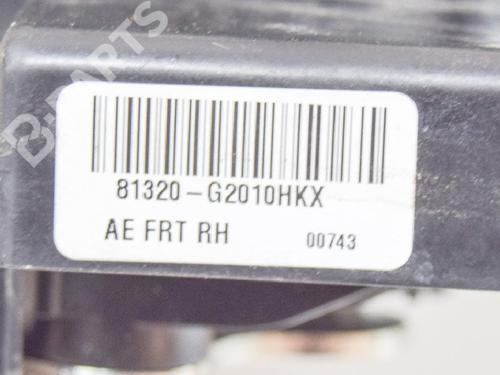 B-PARTS
81320-G2010HKX
AE FRT RH 00743